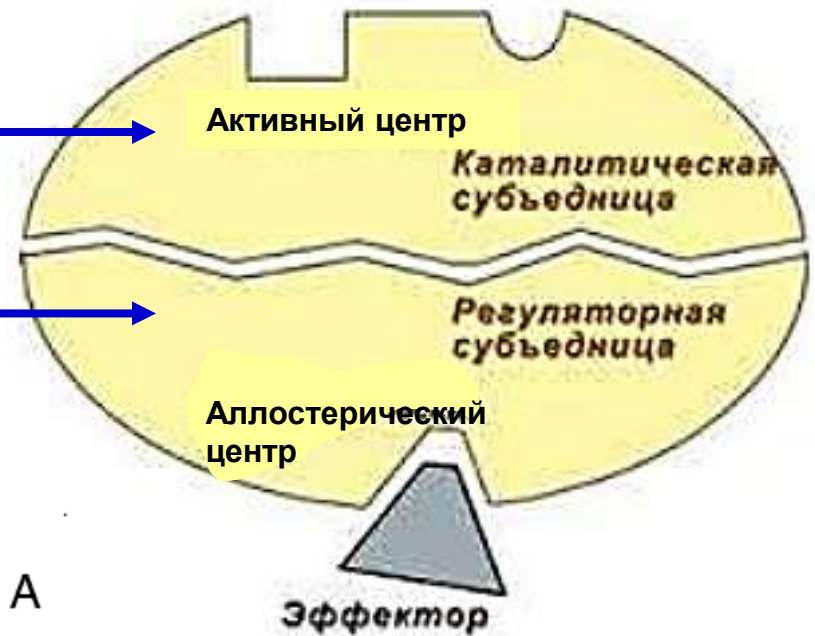 Активный центр
Каталитическая
субъедница
Регуляторная
субъедница
Аллостерический
центр
А
Эффектор